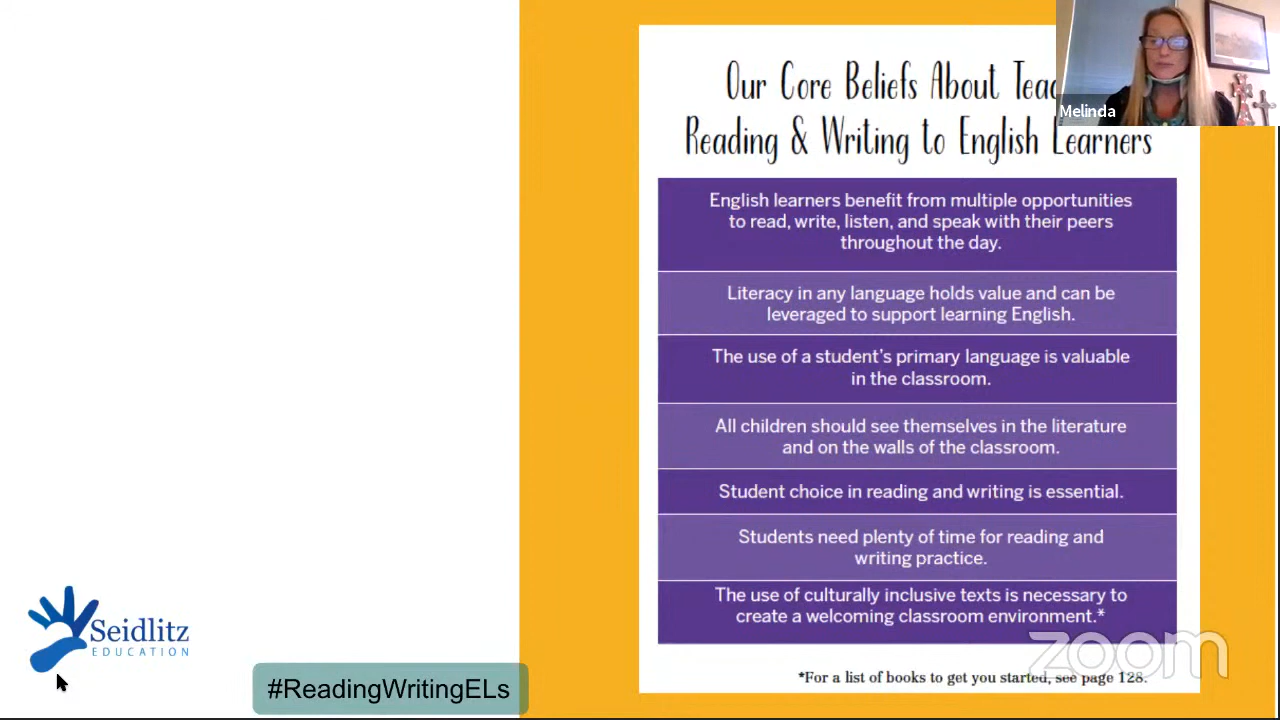 Our Core Beliefs About
Reading & Writing to English Learners
Melinda
English learners benefit from multiple opportunities
to read, write, listen, and speak with their peers
throughout the day.
Literacy in any language holds value and can be
leveraged to support learning English.
The use of a student's primary language is valuable
in the classroom.
All children should see themselves in the literature
and on the walls of the classroom.
Student choice in reading and writing is essential.
Students need plenty of time for reading and
writing practice.
The use of culturally inclusive texts is necessary to
create a welcoming classroom environment.*
*For a list of books to get you started, see page 128.
zoom
Seidlitz
EDUCATION
#ReadingWritingELs